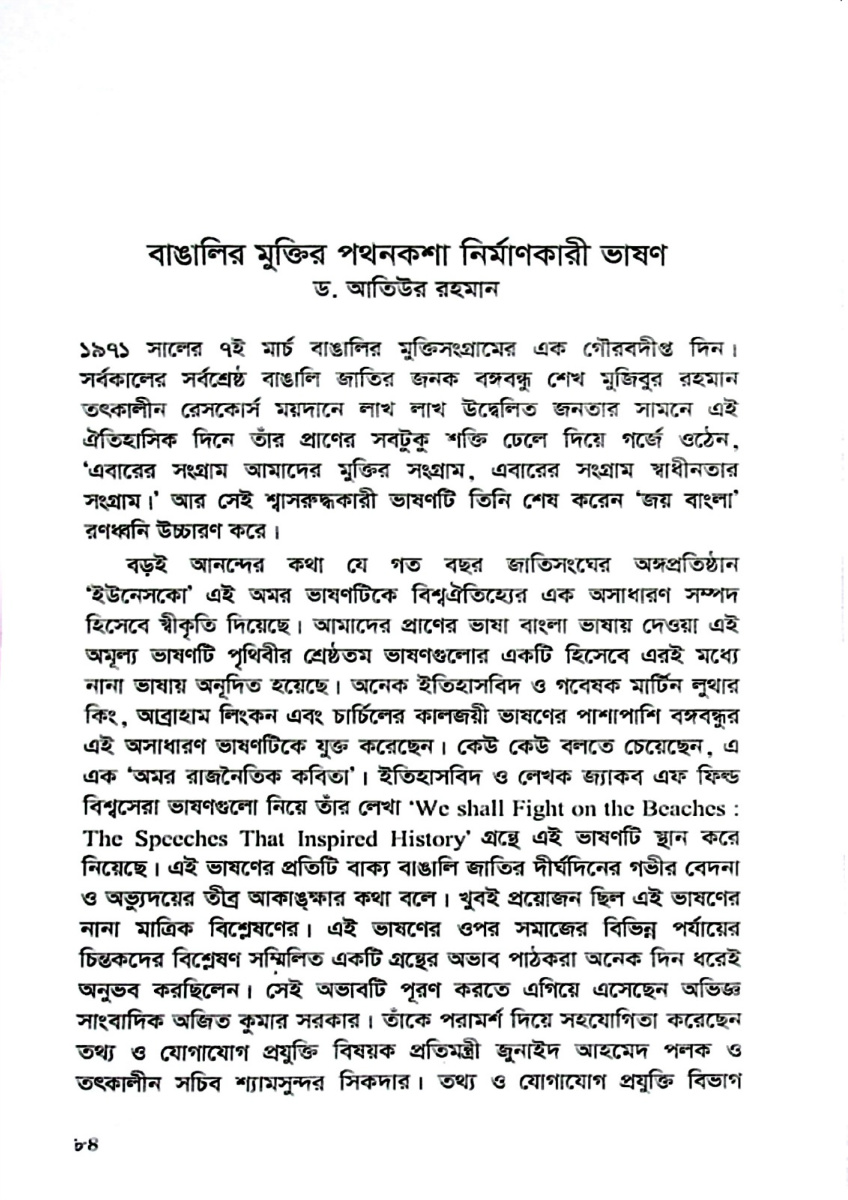 বাঙালির মুক্তির পথনকশা নির্মাণকারী ভাষণ
ড. আতিউর রহমান
১৯৭১ সালের ৭ই মার্চ বাঙালির মুক্তিসংগ্রামের এক গৌরবদীপ্ত দিন।
সর্বকালের সর্বশ্রেষ্ঠ বাঙালি জাতির জনক বঙ্গবন্ধু শেখ মুজিবুর রহমান
তৎকালীন রেসকোর্স ময়দানে লাখ লাখ উদ্বেলিত জনতার সামনে এই
ঐতিহাসিক দিনে তাঁর প্রাণের সবটুকু শক্তি ঢেলে দিয়ে গর্জে ওঠেন,
‘এবারের সংগ্রাম আমাদের মুক্তির সংগ্রাম, এবারের সংগ্রাম স্বাধীনতার
সংগ্রাম।’ আর সেই শ্বাসরুদ্ধকারী ভাষণটি তিনি শেষ করেন ‘জয় বাংলা’
রণধ্বনি উচ্চারণ করে।
বড়ই আনন্দের কথা যে গত বছর জাতিসংঘের অঙ্গপ্রতিষ্ঠান
‘ইউনেসকো’ এই অমর ভাষণটিকে বিশ্বঐতিহ্যের এক অসাধারণ সম্পদ
হিসেবে স্বীকৃতি দিয়েছে। আমাদের প্রাণের ভাষা বাংলা ভাষায় দেওয়া এই
অমূল্য ভাষণটি পৃথিবীর শ্রেষ্ঠতম ভাষণগুলোর একটি হিসেবে এরই মধ্যে
নানা ভাষায় অনূদিত হয়েছে। অনেক ইতিহাসবিদ ও গবেষক মার্টিন লুথার
কিং, আব্রাহাম লিংকন এবং চার্চিলের কালজয়ী ভাষণের পাশাপাশি বঙ্গবন্ধুর
এই অসাধারণ ভাষণটিকে যুক্ত করেছেন। কেউ কেউ বলতে চেয়েছেন, এ
এক ‘অমর রাজনৈতিক কবিতা’। ইতিহাসবিদ ও লেখক জ্যাকব এফ ফিল্ড
বিশ্বসেরা ভাষণগুলো নিয়ে তাঁর লেখা ‘We shall Fight on the Beaches :
The Speeches That Inspired History’ গ্রন্থে এই ভাষণটি স্থান করে
নিয়েছে। এই ভাষণের প্রতিটি বাক্য বাঙালি জাতির দীর্ঘদিনের গভীর বেদনা
ও অভ্যুদয়ের তীব্র আকাঙ্ক্ষার কথা বলে। খুবই প্রয়োজন ছিল এই ভাষণের
নানা মাত্রিক বিশ্লেষণের। এই ভাষণের ওপর সমাজের বিভিন্ন পর্যায়ের
চিন্তকদের বিশ্লেষণ সম্মিলিত একটি গ্রন্থের অভাব পাঠকরা অনেক দিন ধরেই
অনুভব করছিলেন। সেই অভাবটি পূরণ করতে এগিয়ে এসেছেন অভিজ্ঞ
সাংবাদিক অজিত কুমার সরকার। তাঁকে পরামর্শ দিয়ে সহযোগিতা করেছেন
তথ্য ও যোগাযোগ প্রযুক্তি বিষয়ক প্রতিমন্ত্রী জুনাইদ আহমেদ পলক ও
তৎকালীন সচিব শ্যামসুন্দর সিকদার। তথ্য ও যোগাযোগ প্রযুক্তি বিভাগ
৮৪